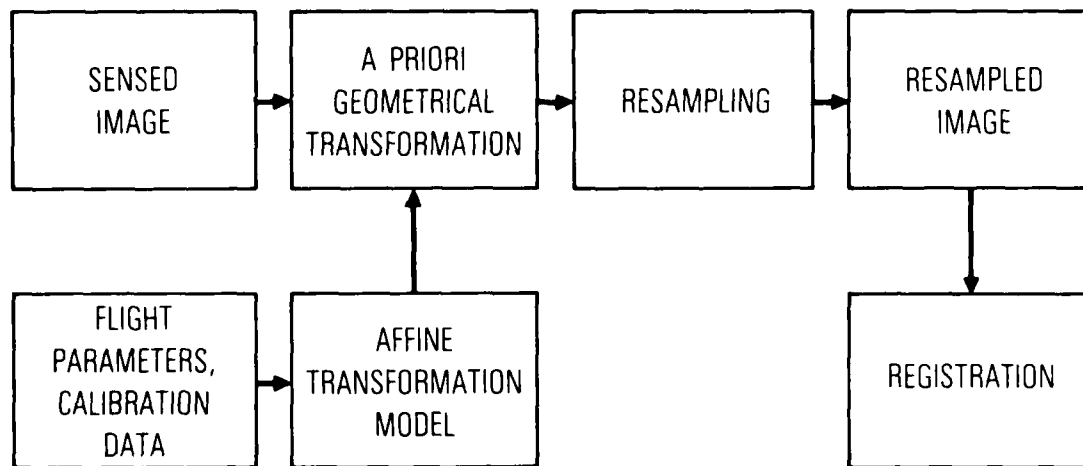 SENSED
IMAGE
A PRIORI
GEOMETRICAL
TRANSFORMATION
RESAMPLING
RESAMPLED
IMAGE
FLIGHT
PARAMETERS,
CALIBRATION
DATA
AFFINE
TRANSFORMATION
MODEL
REGISTRATION